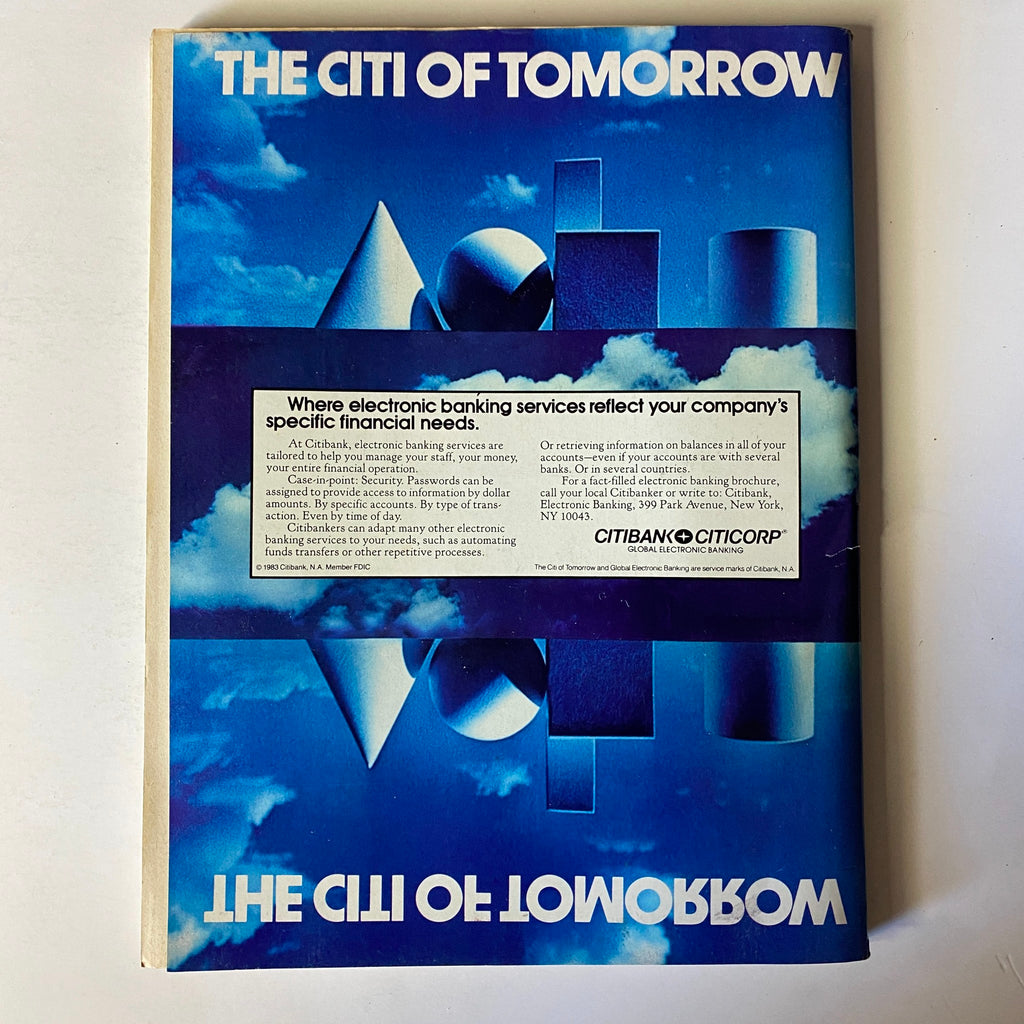 THE CITI OF TOMORROW
Where electronic banking services reflect your company's
specific financial needs.
At Citibank, electronic banking services are
tailored to help you manage your staff, your money,
your entire financial operation.
Case-in-point: Security. Passwords can be
assigned to provide access to information by dollar
amounts. By specific accounts. By type of trans-
action. Even by time of day.
Citibankers can adapt many other electronic
banking services to your needs, such as automating
funds transfers or other repetitive processes.
Or retrieving information on balances in all of your
accounts—even if your accounts are with several
banks. Or in several countries.
For a fact-filled electronic banking brochure,
call your local Citibanker or write to: Citibank,
Electronic Banking, 399 Park Avenue, New York,
NY 10043.
CITIBANK CITICORP®
GLOBAL ELECTRONIC BANKING
© 1983 Citibank, N.A. Member FDIC
The Citi of Tomorrow and Global Electronic Banking are service marks of Citibank, N.A.
THE CITI OF TOMORROW